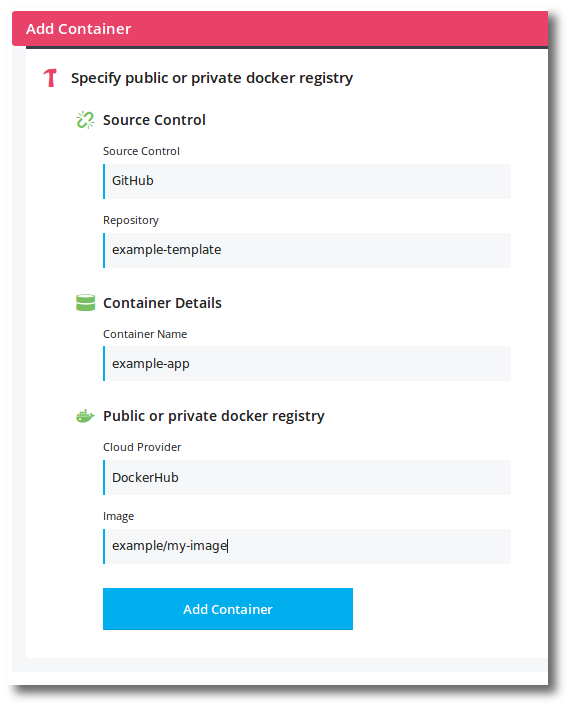 Add Container
Specify public or private docker registry
Source Control
Source Control
GitHub
Repository
example-template
Container Details
Container Name
example-app
Public or private docker registry
Cloud Provider
DockerHub
Image
example/my-image
Add Container